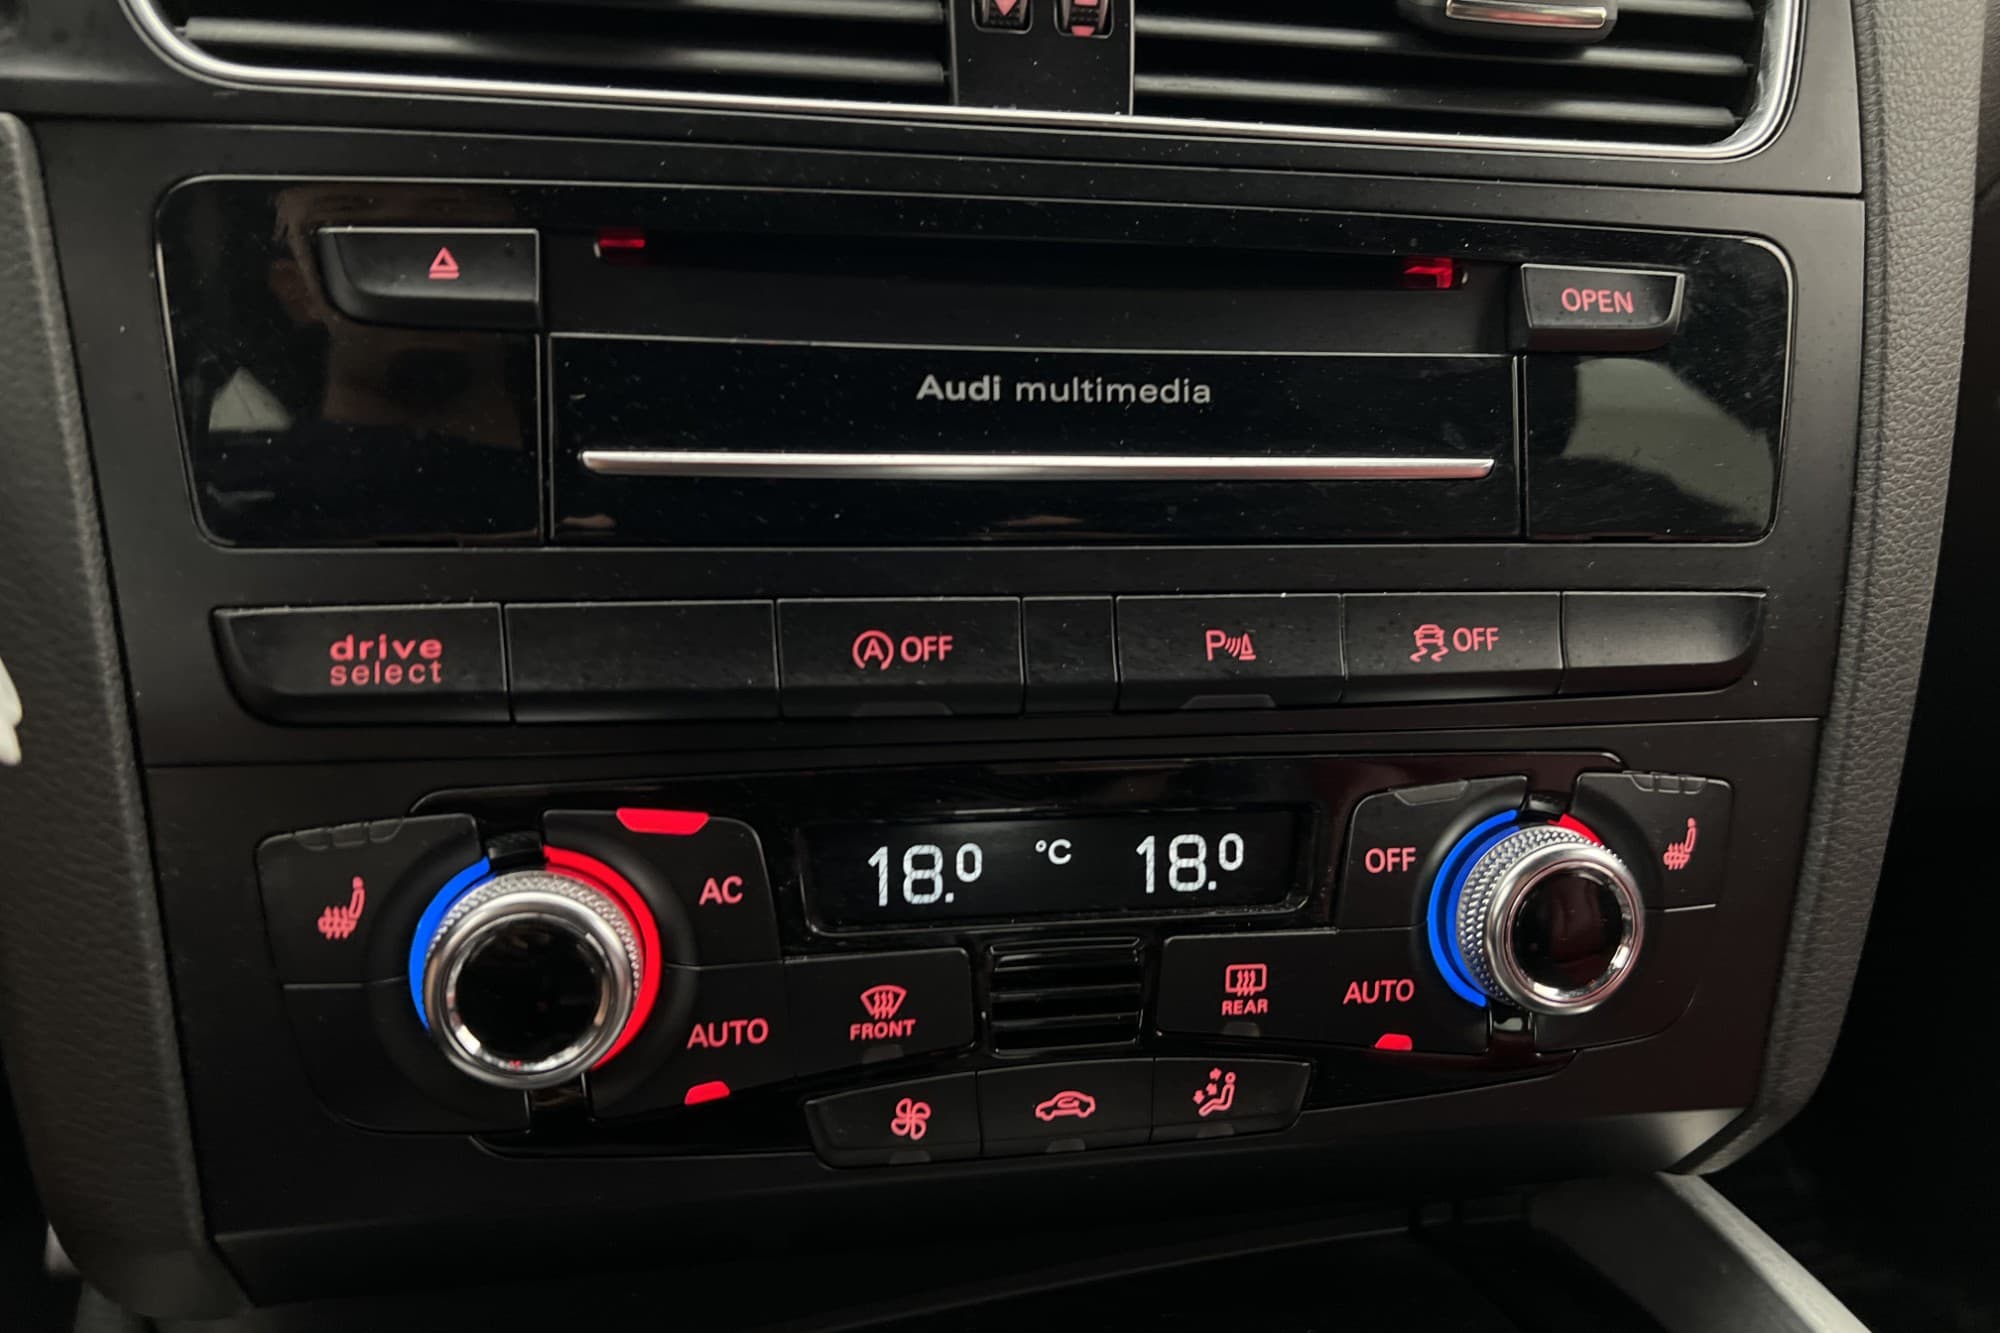 OPEN
Audi multimedia
drive
select
A OFF
P
OFF
18.0 °C 18.0
AC
OFF
AUTO
FRONT
REAR
AUTO